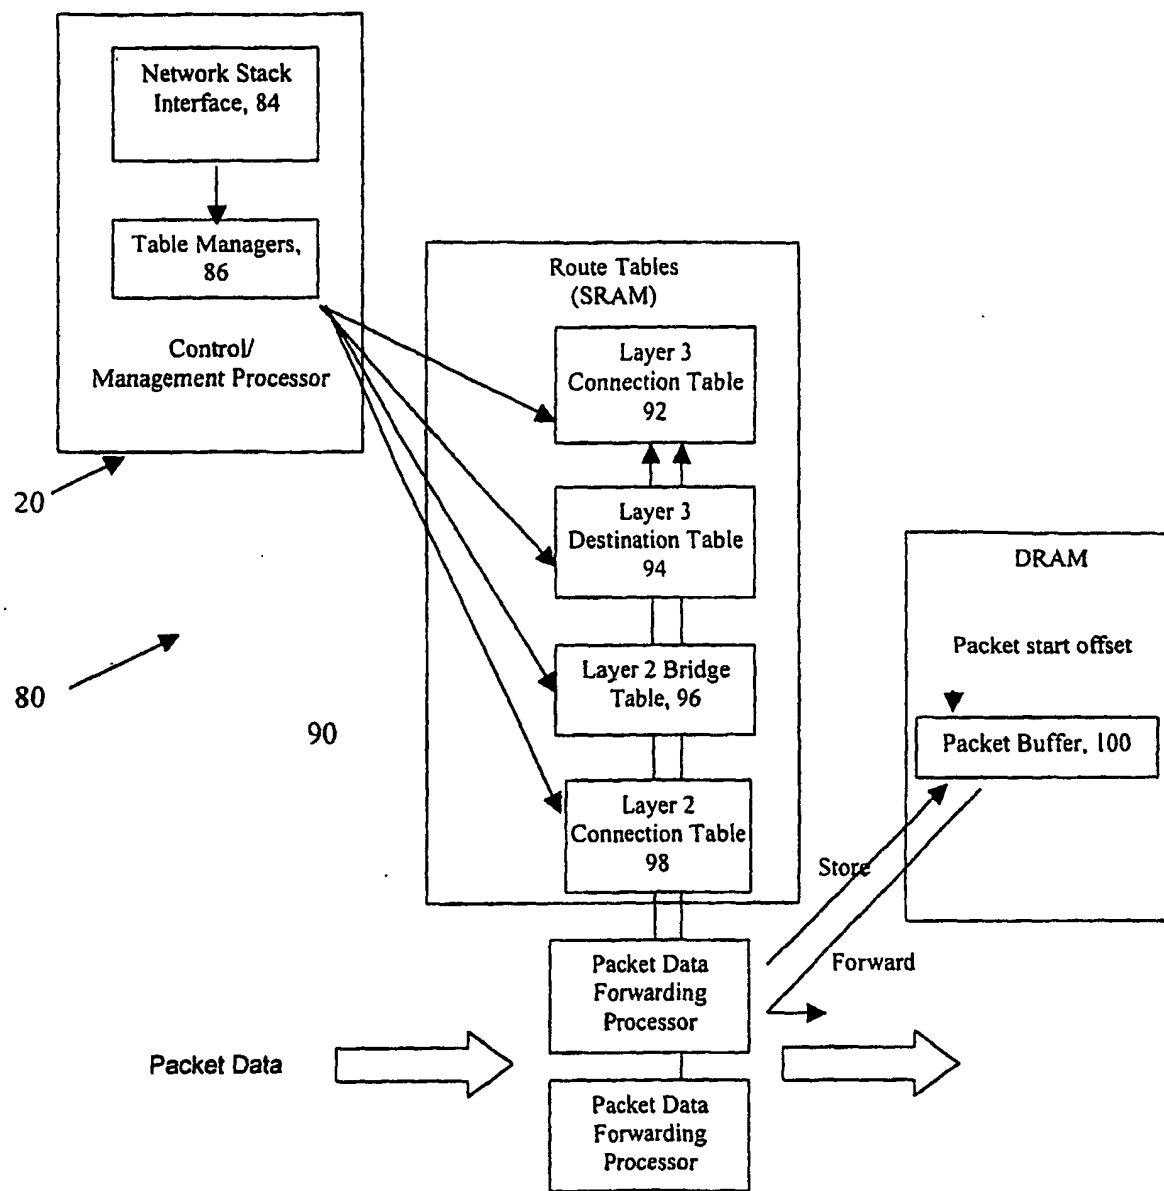 Network Stack
Interface, 84
Table Managers,
86
Control/
Management Processor
20
80
90
Route Tables
(SRAM)
Layer 3
Connection Table
92
Layer 3
Destination Table
94
Layer 2 Bridge
Table, 96
Layer 2
Connection Table
98
DRAM
Packet start offset
Packet Buffer, 100
Store
Forward
Packet Data
Forwarding
Processor
Packet Data
Packet Data
Forwarding
Processor